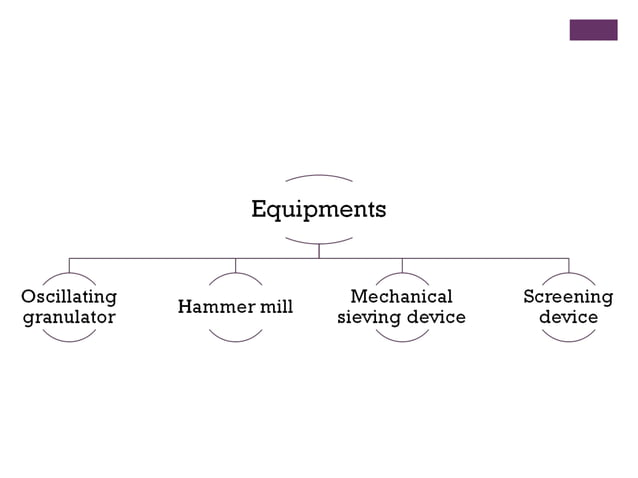 Equipments
Oscillating
granulator
Hammer mill
Mechanical
sieving device
Screening
device